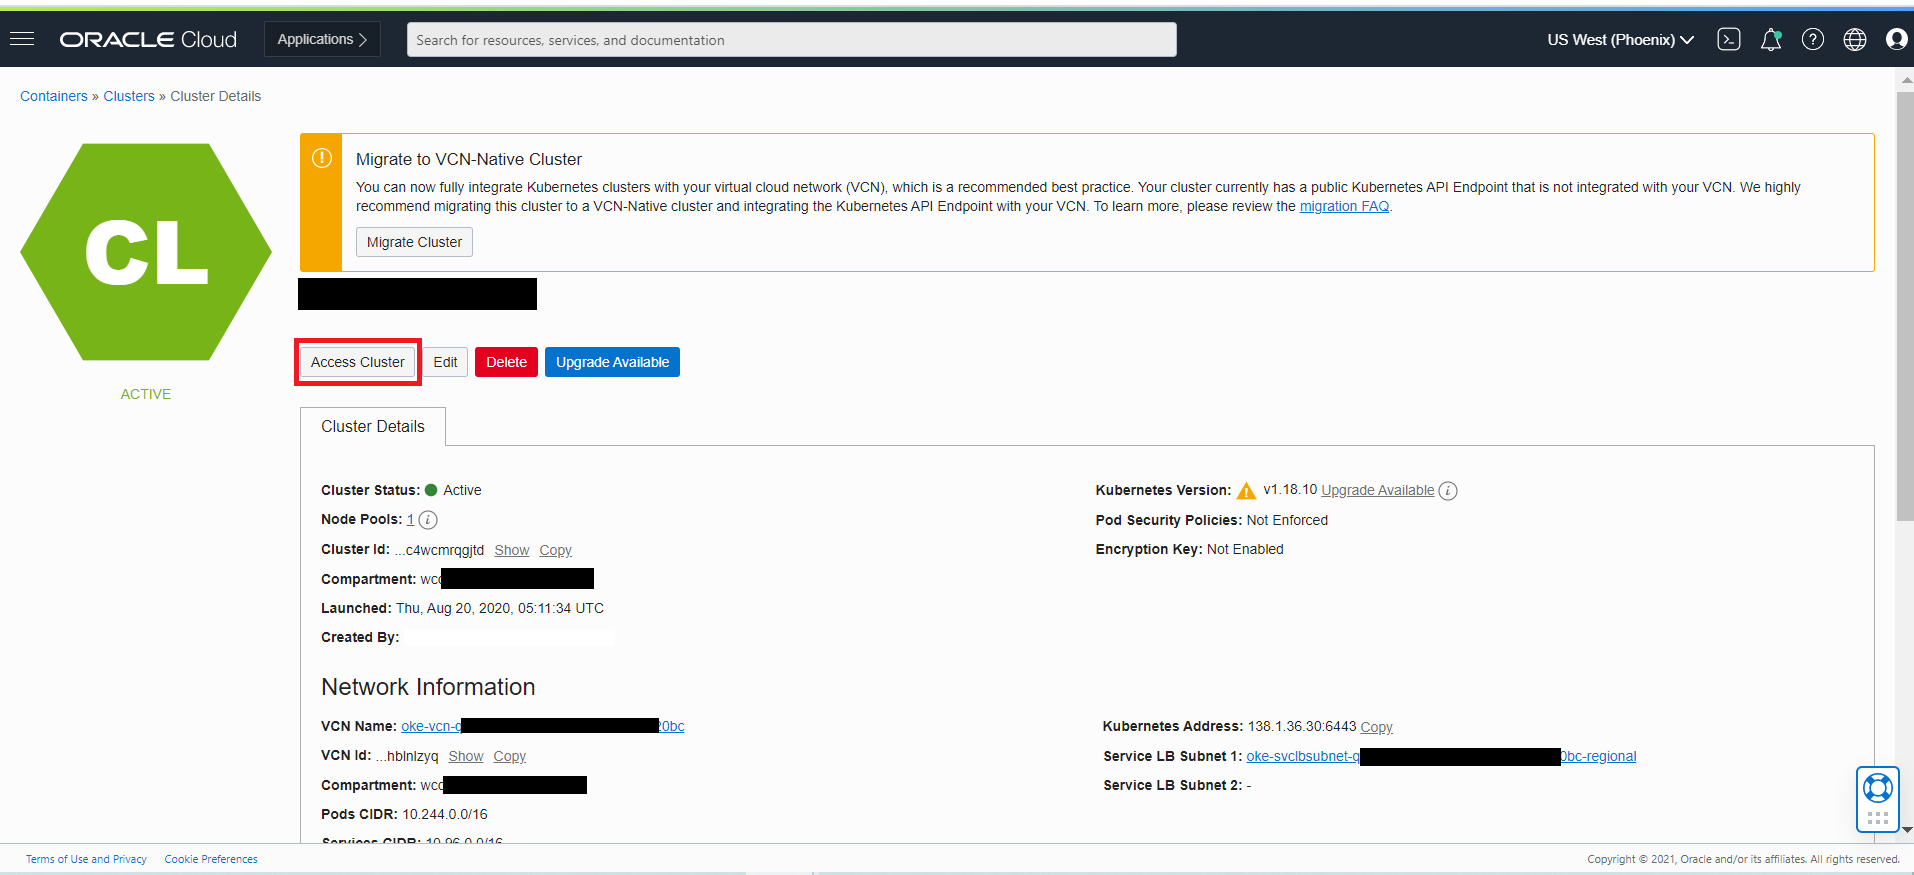 ORACLE Cloud
Applications
Search for resources, services, and documentation
US West (Phoenix)
Containers » Clusters » Cluster Details
CL
ACTIVE
Migrate to VCN-Native Cluster
You can now fully integrate Kubernetes clusters with your virtual cloud network (VCN), which is a recommended best practice. Your cluster currently has a public Kubernetes API Endpoint that is not integrated with your VCN. We highly
recommend migrating this cluster to a VCN-Native cluster and integrating the Kubernetes API Endpoint with your VCN. To learn more, please review the migration FAQ.
Migrate Cluster
Access Cluster Edit Delete Upgrade Available
Cluster Details
Cluster Status: Active
Node Pools: 1
Cluster Id: ...c4wcmrqgjtd Show Copy
Compartment:
Launched: Thu, Aug 20, 2020, 05:11:34 UTC
Created By:
Kubernetes Version: v1.18.10 Upgrade Available
Pod Security Policies: Not Enforced
Encryption Key: Not Enabled
Network Information
VCN Name: oke-vcn-
VCN Id: ...hblnlzyq Show Copy
Compartment:
Pods CIDR: 10.244.0.0/16
Services CIDR: 10.96.0.0/16
Kubernetes Address: 138.1.36.30:6443 Copy
Service LB Subnet 1: oke-svclbsubnet-q 0bc-regional
Service LB Subnet 2: -
Terms of Use and Privacy Cookie Preferences
Copyright © 2021, Oracle and/or its affiliates. All rights reserved.